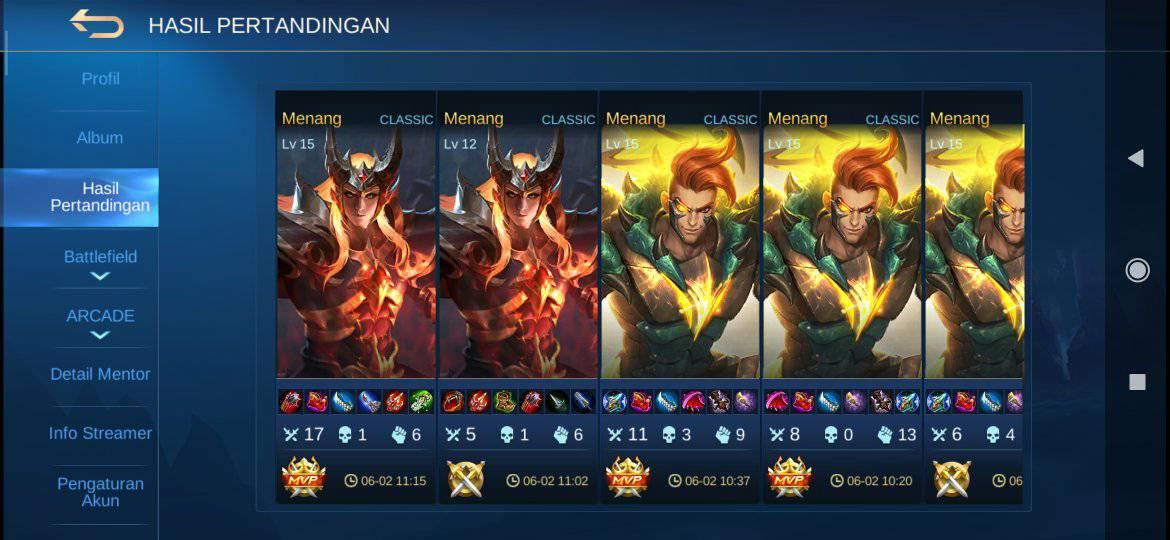 HASIL PERTANDINGAN
Profil
Album
Hasil
Pertandingan
Battlefield
ARCADE
Detail Mentor
Info Streamer
Pengaturan
Akun
Menang CLASSIC
Lv 15
17 1 6
MVP 06-02 11:15
Menang CLASSIC
Lv 12
5 1 6
06-02 11:02
Menang CLASSIC
Lv 15
11 3 9
MVP 06-02 10:37
Menang CLASSIC
Lv 15
8 0 13
MVP 06-02 10:20
Menang
Lv 15
6 4
06